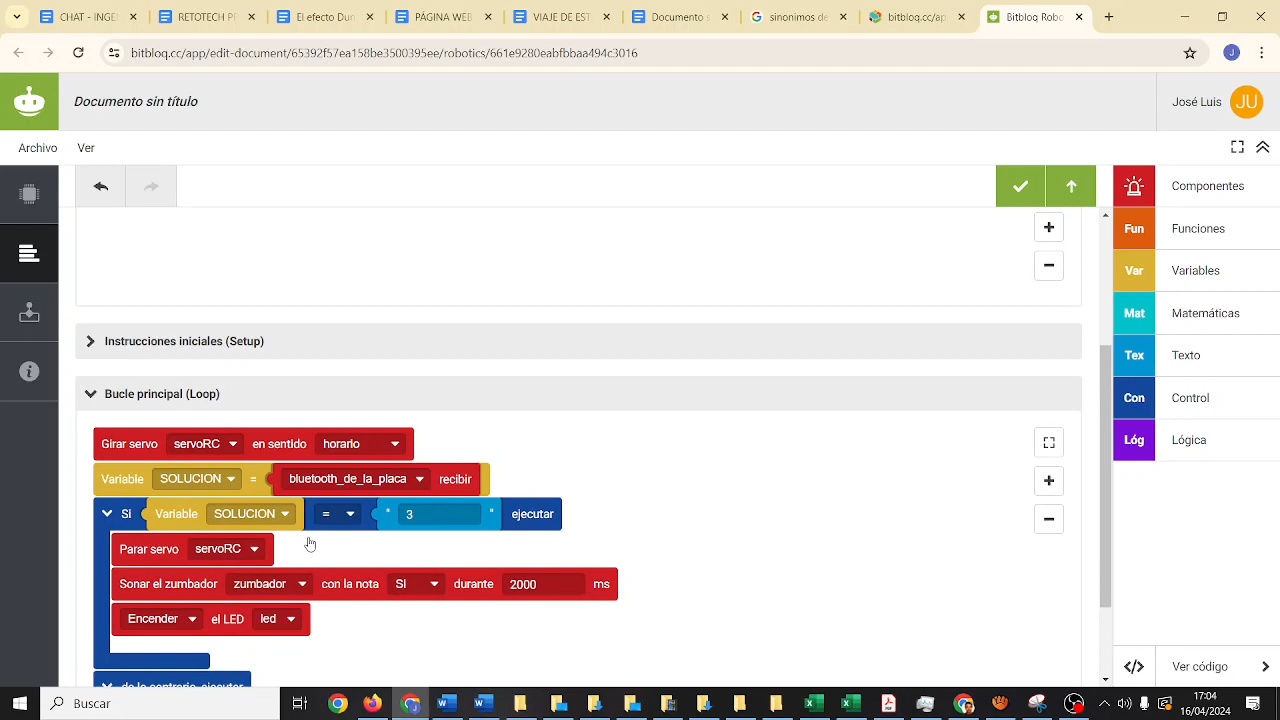 CHAT - INGE
RETOTECH P
El efecto Dun
PÁGINA WEB
VIAJE DE EST
Documento s
sinonimos de
bitbloq.cc/ap
Bitbloq Robo
bitbloq.cc/app/edit-document/65392f57ea158be3500395ee/robotics/661e9280eabfbbaa494c3016
J
Documento sin título
José Luis
JU
Archivo
Ver
Componentes
Fun
Funciones
Var
Variables
Mat
Matemáticas
Tex
Texto
Con
Control
Lóg
Lógica
Instrucciones iniciales (Setup)
Bucle principal (Loop)
Girar servo servoRC en sentido horario
Variable SOLUCION = bluetooth_de_la_placa recibir
Si Variable SOLUCION = " 3 " ejecutar
Parar servo servoRC
Sonar el zumbador zumbador con la nota SI durante 2000 ms
Encender el LED led
de lo contrario, ejecutar
</> Ver código
Buscar
17:04
16/04/2024